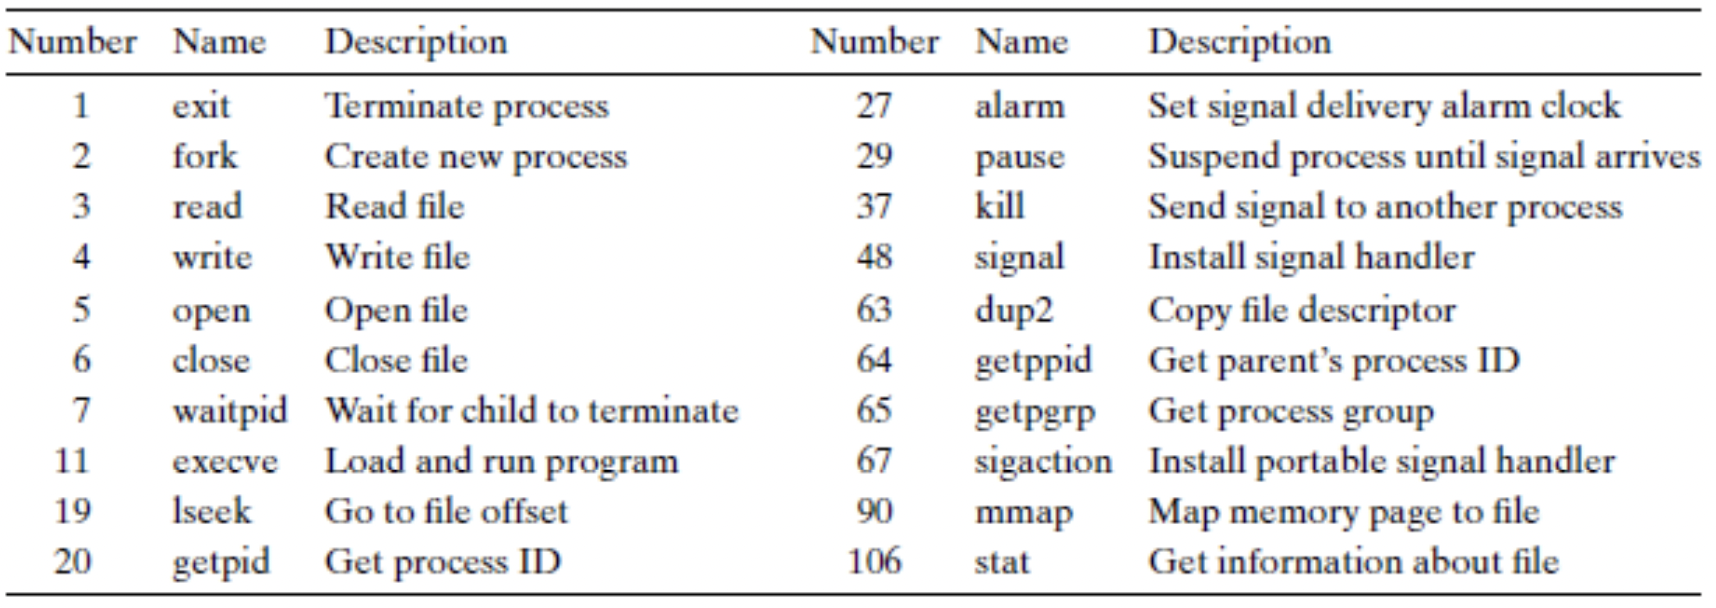 Number Name Description Number Name Description
1 exit Terminate process 27 alarm Set signal delivery alarm clock
2 fork Create new process 29 pause Suspend process until signal arrives
3 read Read file 37 kill Send signal to another process
4 write Write file 48 signal Install signal handler
5 open Open file 63 dup2 Copy file descriptor
6 close Close file 64 getppid Get parent's process ID
7 waitpid Wait for child to terminate 65 getpgrp Get process group
11 execve Load and run program 67 sigaction Install portable signal handler
19 lseek Go to file offset 90 mmap Map memory page to file
20 getpid Get process ID 106 stat Get information about file